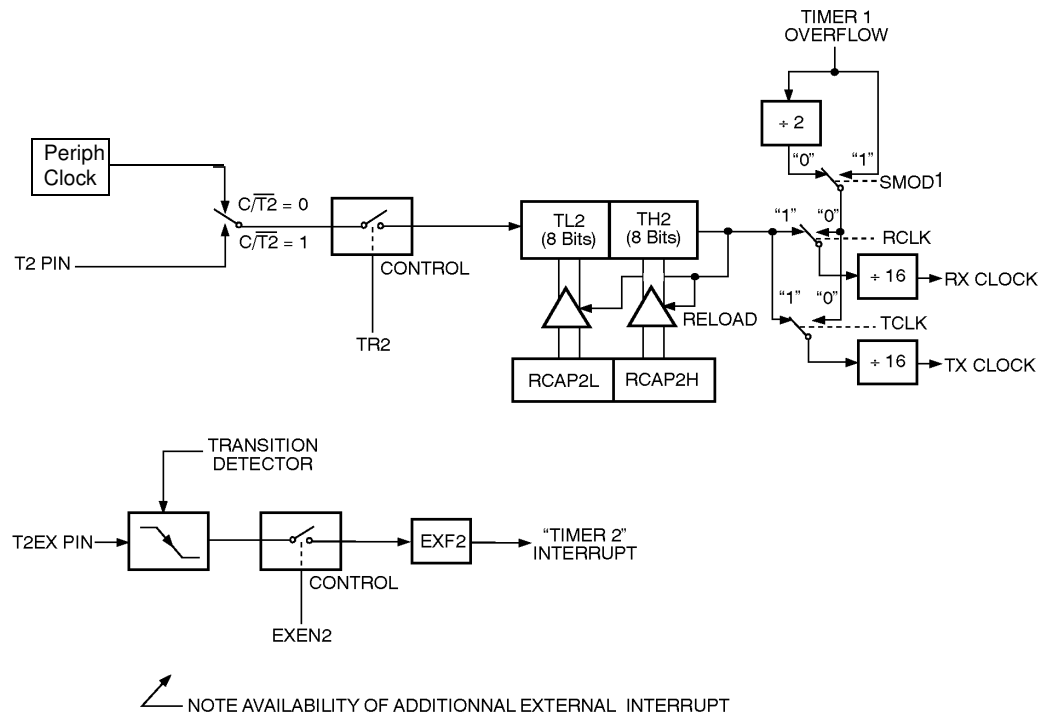 TIMER 1
OVERFLOW
÷ 2
"0"
"1"
SMOD1
Periph
Clock
C/T2 = 0
C/T2 = 1
T2 PIN
CONTROL
TR2
TL2
(8 Bits)
TH2
(8 Bits)
"1"
"0"
RCLK
÷ 16
RX CLOCK
RELOAD
"1"
"0"
TCLK
÷ 16
TX CLOCK
RCAP2L
RCAP2H
TRANSITION
DETECTOR
T2EX PIN
EXF2
"TIMER 2"
INTERRUPT
CONTROL
EXEN2
NOTE AVAILABILITY OF ADDITIONNAL EXTERNAL INTERRUPT